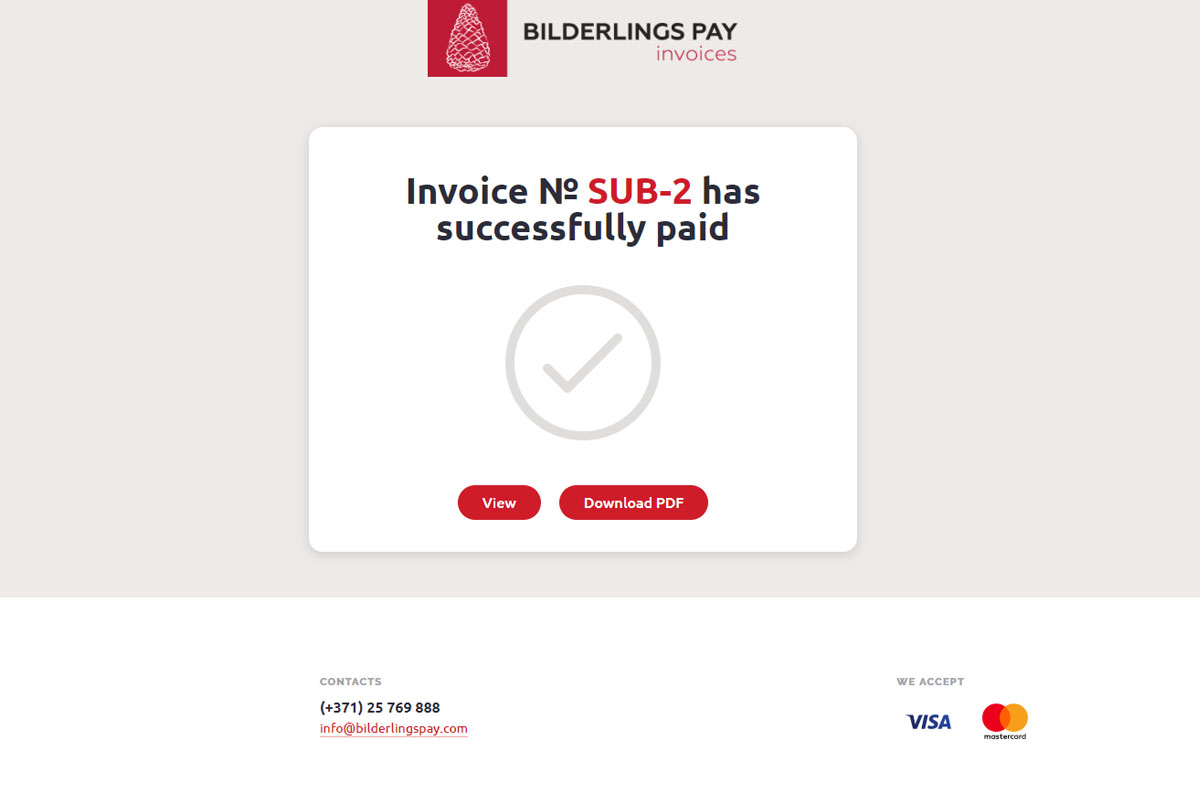 BILDERLINGS PAY
invoices
Invoice № SUB-2 has
successfully paid
View
Download PDF
CONTACTS
(+371) 25 769 888
info@bilderlingspay.com
WE ACCEPT
VISA
mastercard